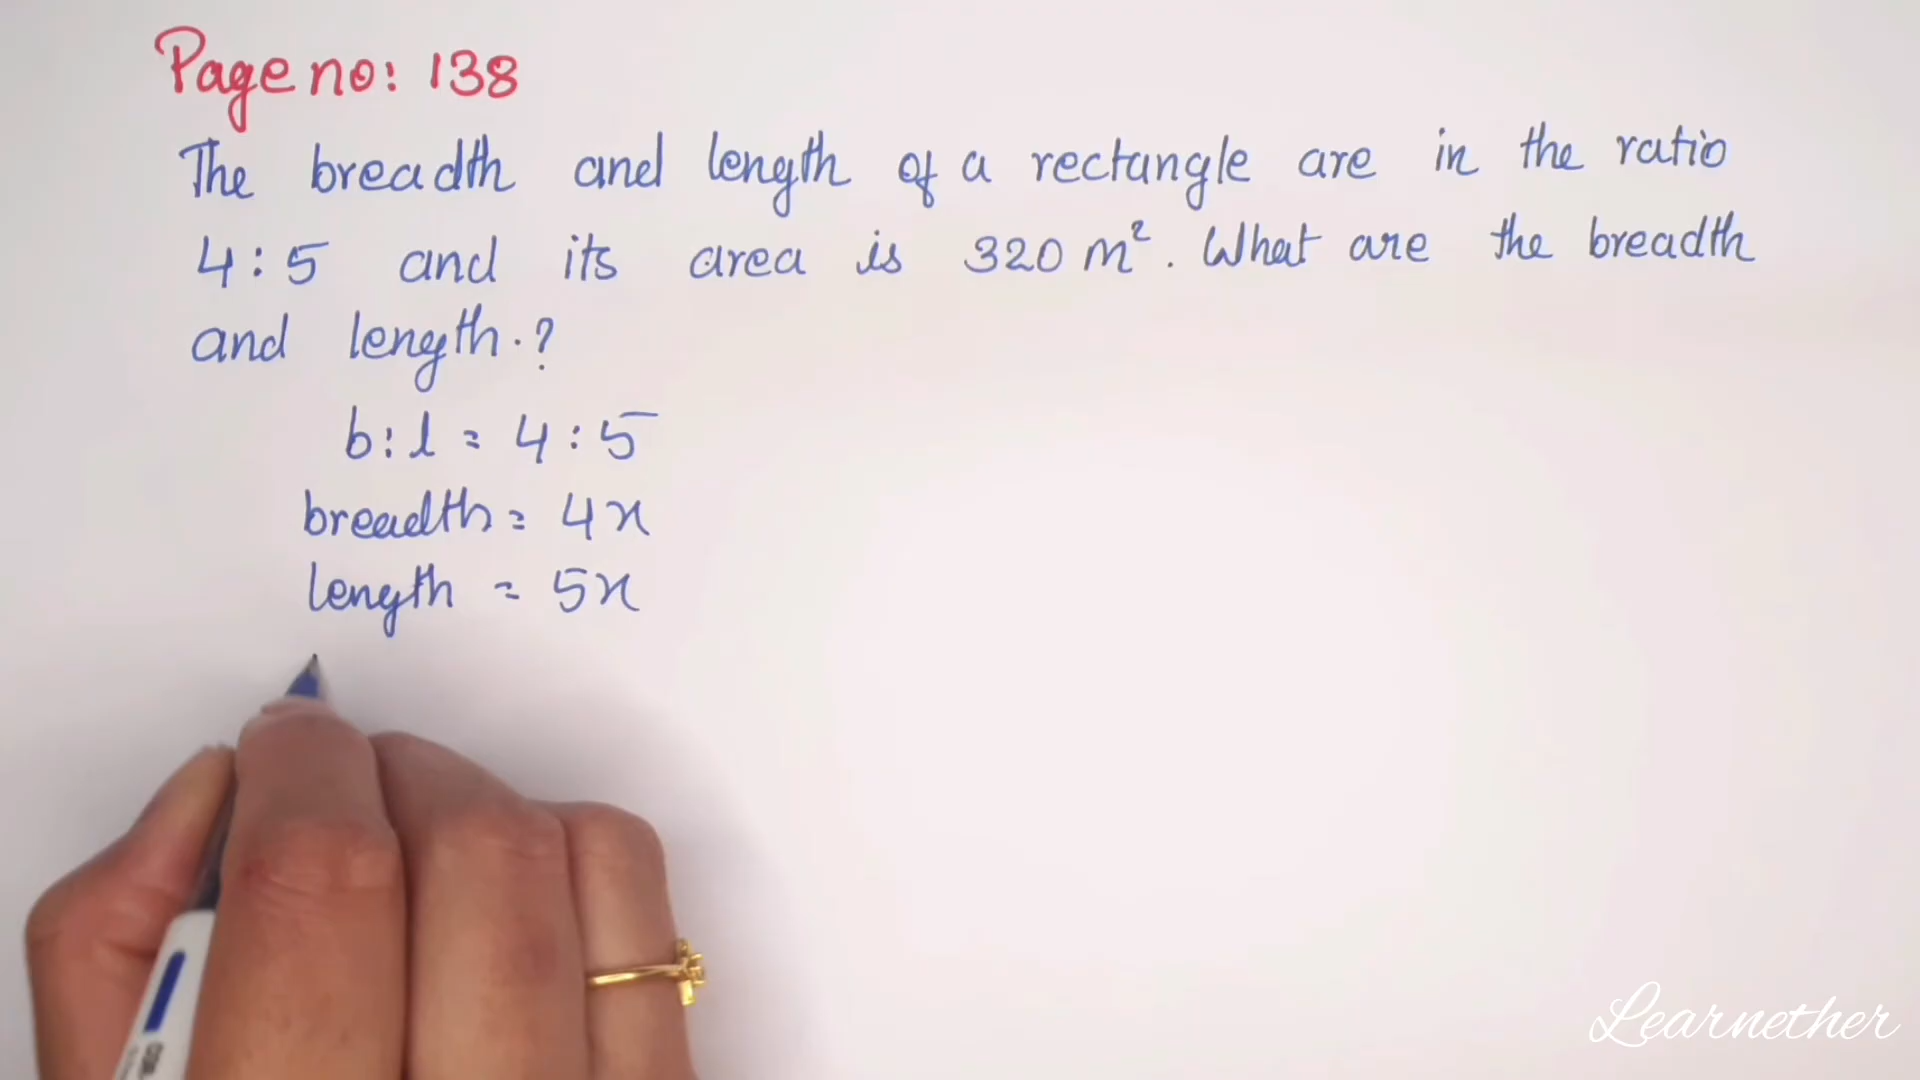 Page no: 138
The breadth and length of a rectangle are in the ratio
4:5 and its area is 320 m². What are the breadth
and length.?
b:l = 4:5
breadth = 4x
length = 5x
Learnether